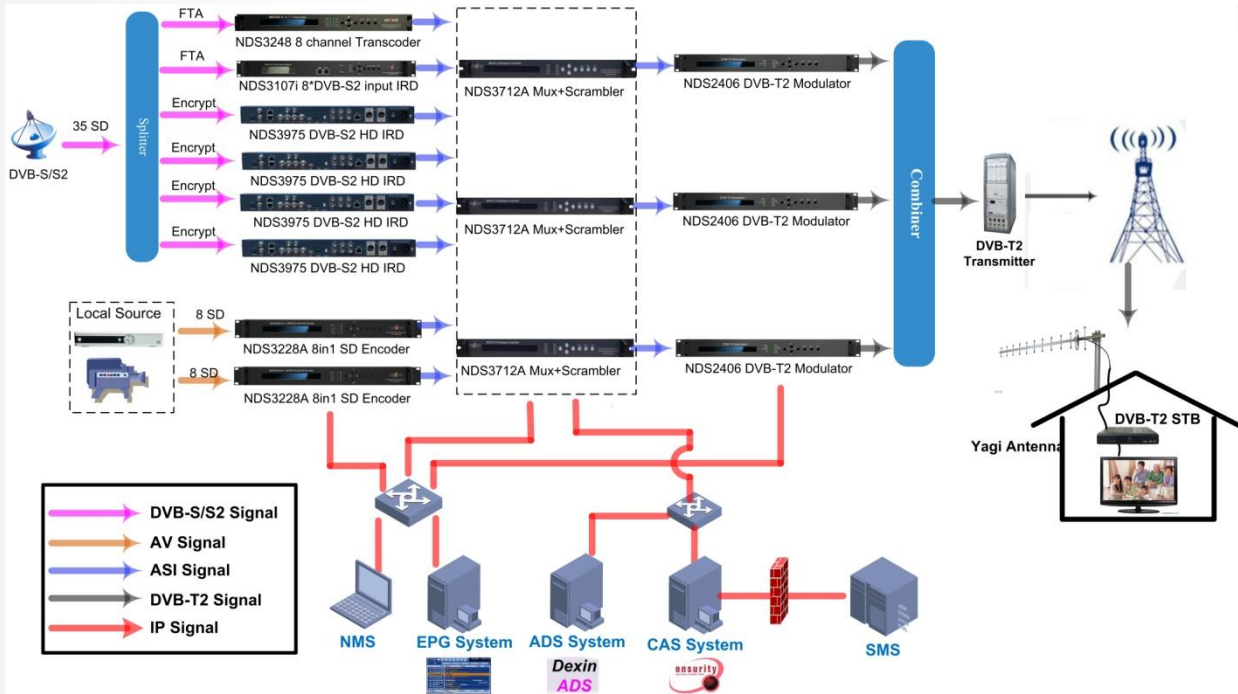 FTA
NDS3248 8 channel Transcoder
FTA
NDS3107i 8*DVB-S2 input IRD
NDS3712A Mux+Scrambler
NDS2406 DVB-T2 Modulator
Encrypt
NDS3975 DVB-S2 HD IRD
35 SD
DVB-S/S2
Splitter
Encrypt
NDS3975 DVB-S2 HD IRD
Encrypt
NDS3975 DVB-S2 HD IRD
NDS3712A Mux+Scrambler
NDS2406 DVB-T2 Modulator
Combiner
DVB-T2
Transmitter
Encrypt
NDS3975 DVB-S2 HD IRD
Local Source
8 SD
NDS3228A 8in1 SD Encoder
NDS3712A Mux+Scrambler
NDS2406 DVB-T2 Modulator
8 SD
NDS3228A 8in1 SD Encoder
Yagi Antenna
DVB-T2 STB
DVB-S/S2 Signal
AV Signal
ASI Signal
DVB-T2 Signal
IP Signal
NMS
EPG System
ADS System
CAS System
SMS
Dexin
ADS
ensurity